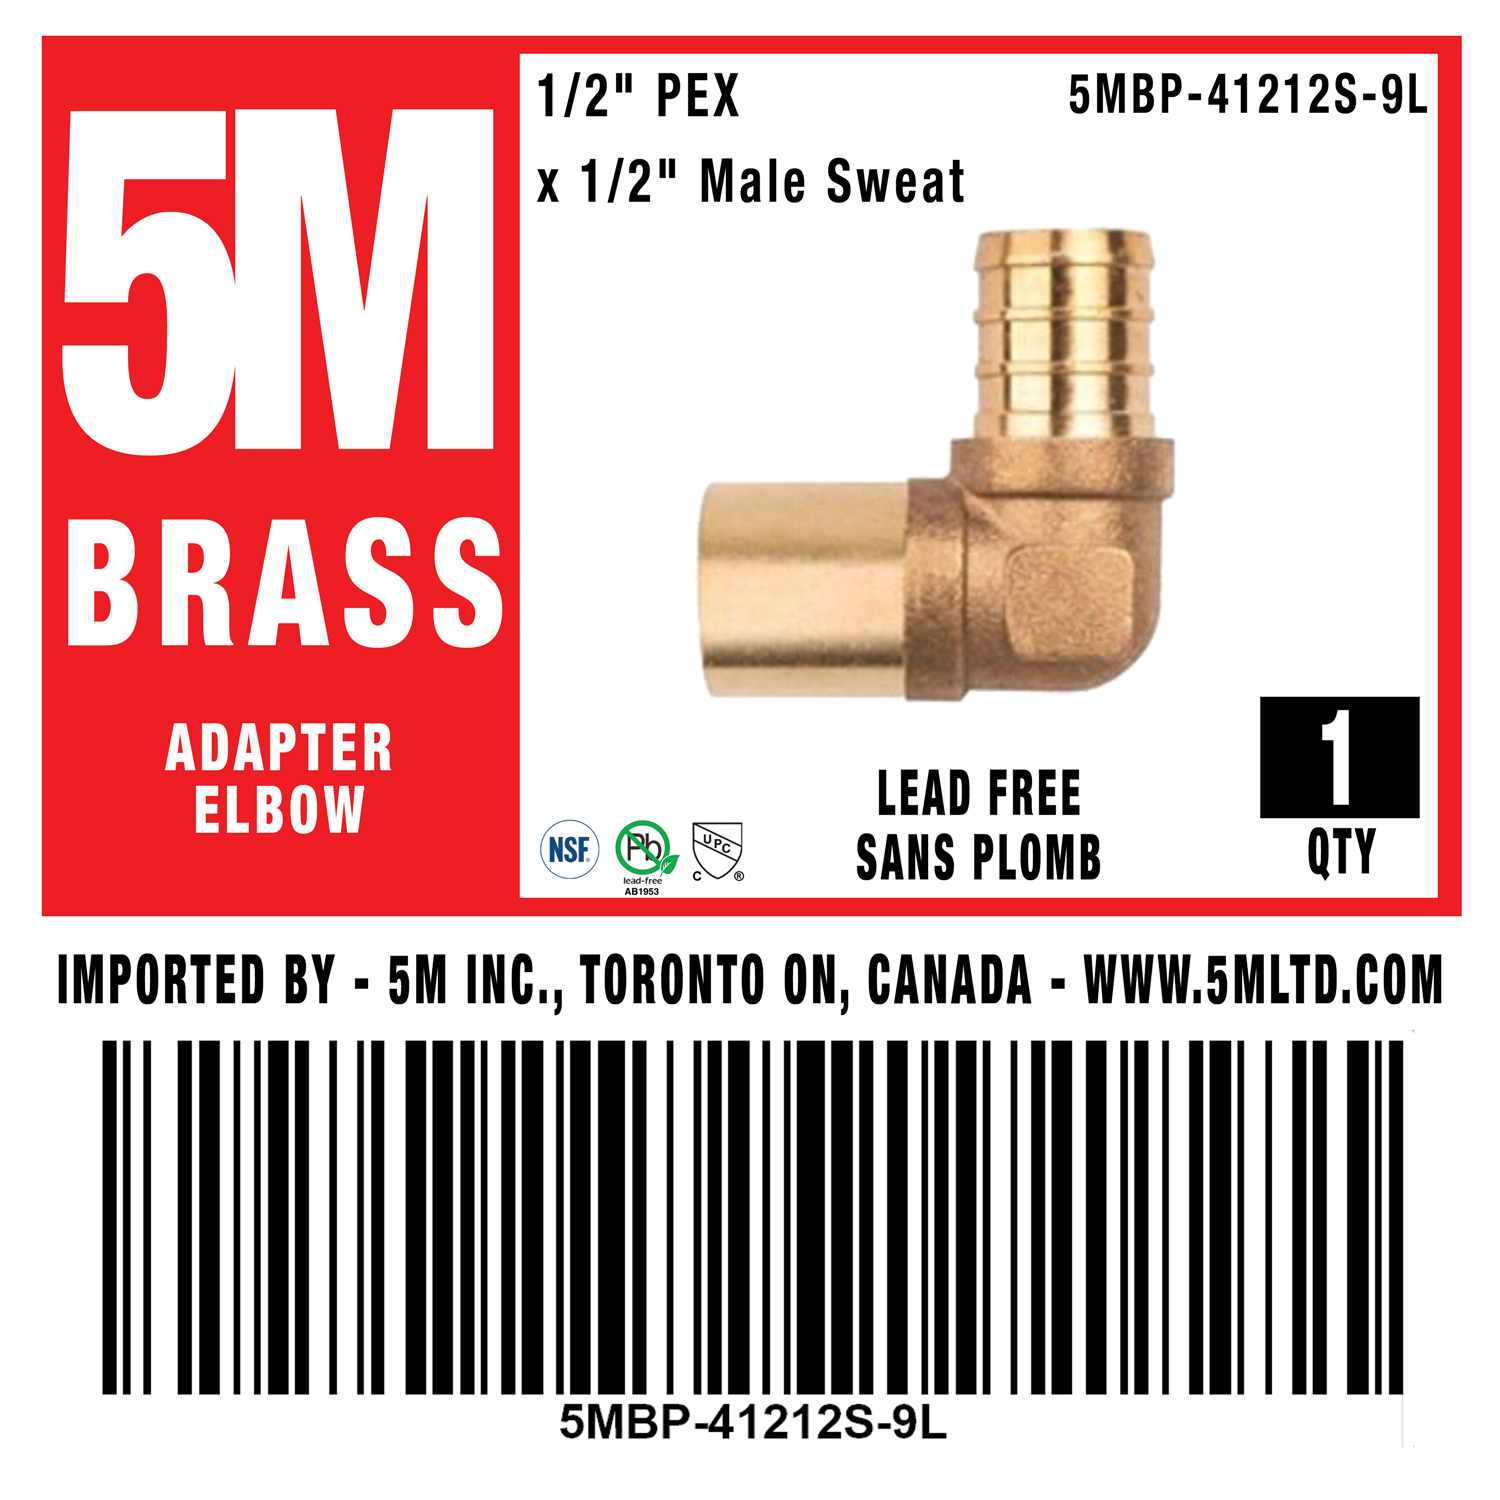 5M
BRASS
ADAPTER
ELBOW
1/2" PEX
x 1/2" Male Sweat
5MBP-41212S-9L
1
QTY
LEAD FREE
SANS PLOMB
NSF®
Pb
lead-free
AB1953
UPC
C ®
IMPORTED BY - 5M INC., TORONTO ON, CANADA - WWW.5MLTD.COM
5MBP-41212S-9L